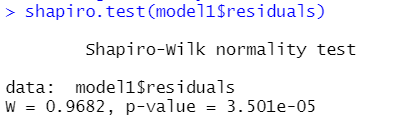 > shapiro.test(model1$residuals)
Shapiro-Wilk normality test
data: model1$residuals
W = 0.9682, p-value = 3.501e-05